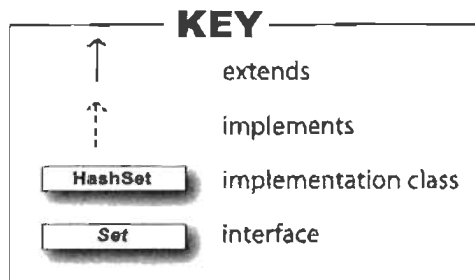 KEY
extends
implements
HashSet implementation class
Set interface